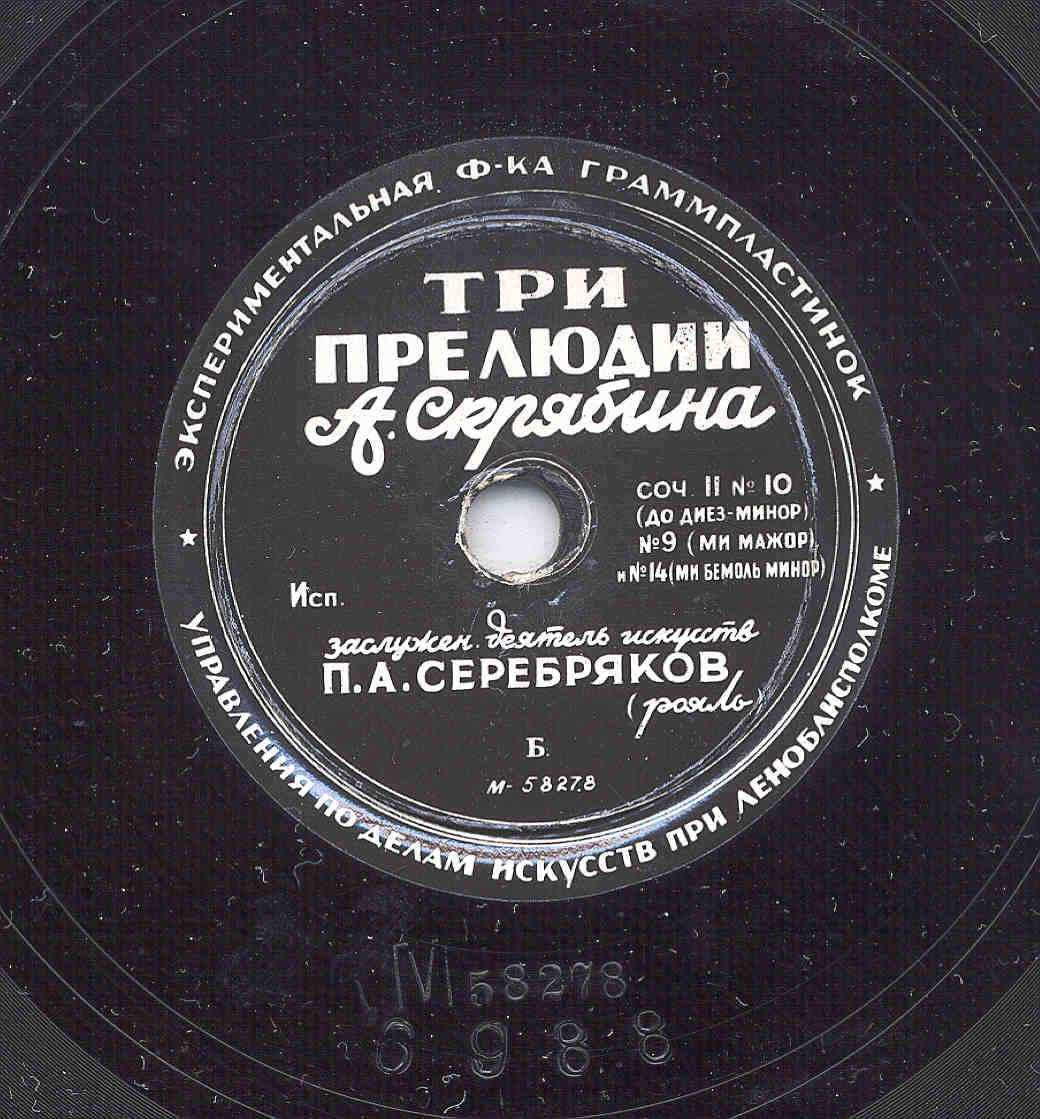 ЭКСПЕРИМЕНТАЛЬНАЯ Ф-КА ГРАММПЛАСТИНОК
ТРИ
ПРЕЛЮДИИ
А. Скрябина
СОЧ. 11 № 10
(ДО ДИЕЗ-МИНОР)
№9 (МИ МАЖОР)
и №14 (МИ БЕМОЛЬ МИНОР)
Исп.
заслужен. деятель искусств
П.А. СЕРЕБРЯКОВ
(рояль)
Б.
М-58278
УПРАВЛЕНИЯ ПО ДЕЛАМ ИСКУССТВ ПРИ ЛЕНОБЛИСПОЛКОМЕ
М58278
6988